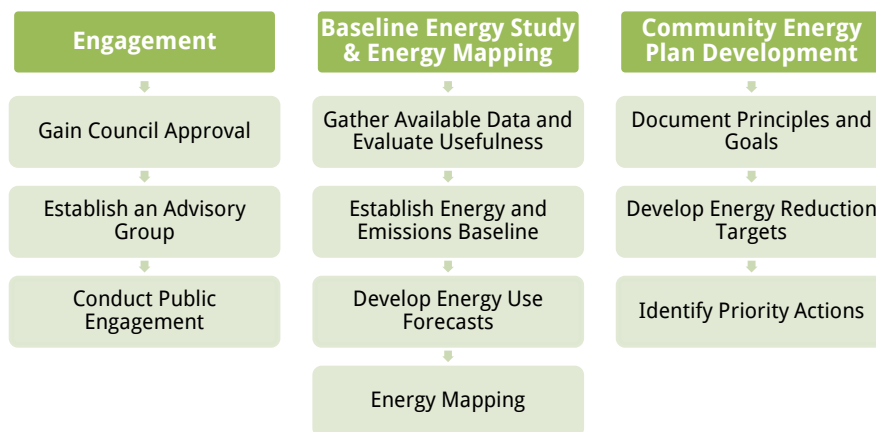 Engagement
Gain Council Approval
Establish an Advisory
Group
Conduct Public
Engagement
Baseline Energy Study
& Energy Mapping
Gather Available Data and
Evaluate Usefulness
Establish Energy and
Emissions Baseline
Develop Energy Use
Forecasts
Energy Mapping
Community Energy
Plan Development
Document Principles and
Goals
Develop Energy Reduction
Targets
Identify Priority Actions